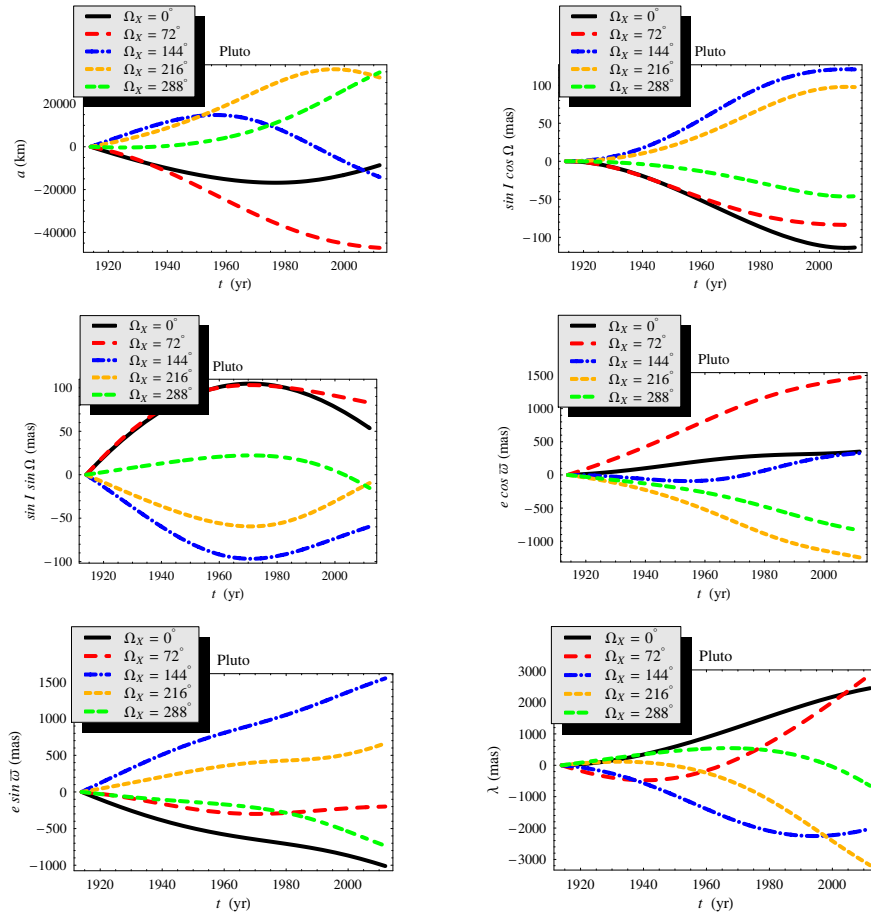 Ω_X = 0°
Ω_X = 72°
Ω_X = 144°
Ω_X = 216°
Ω_X = 288°
Pluto
20000
0
−20000
−40000
a (km)
1920 1940 1960 1980 2000
t (yr)
Ω_X = 0°
Ω_X = 72°
Ω_X = 144°
Ω_X = 216°
Ω_X = 288°
Pluto
100
50
0
−50
−100
sin I cos Ω (mas)
1920 1940 1960 1980 2000
t (yr)
Ω_X = 0°
Ω_X = 72°
Ω_X = 144°
Ω_X = 216°
Ω_X = 288°
Pluto
100
50
0
−50
−100
sin I sin Ω (mas)
1920 1940 1960 1980 2000
t (yr)
Ω_X = 0°
Ω_X = 72°
Ω_X = 144°
Ω_X = 216°
Ω_X = 288°
Pluto
1500
1000
500
0
−500
−1000
e cos ϖ (mas)
1920 1940 1960 1980 2000
t (yr)
Ω_X = 0°
Ω_X = 72°
Ω_X = 144°
Ω_X = 216°
Ω_X = 288°
Pluto
1500
1000
500
0
−500
−1000
e sin ϖ (mas)
1920 1940 1960 1980 2000
t (yr)
Ω_X = 0°
Ω_X = 72°
Ω_X = 144°
Ω_X = 216°
Ω_X = 288°
Pluto
3000
2000
1000
0
−1000
−2000
−3000
λ (mas)
1920 1940 1960 1980 2000
t (yr)